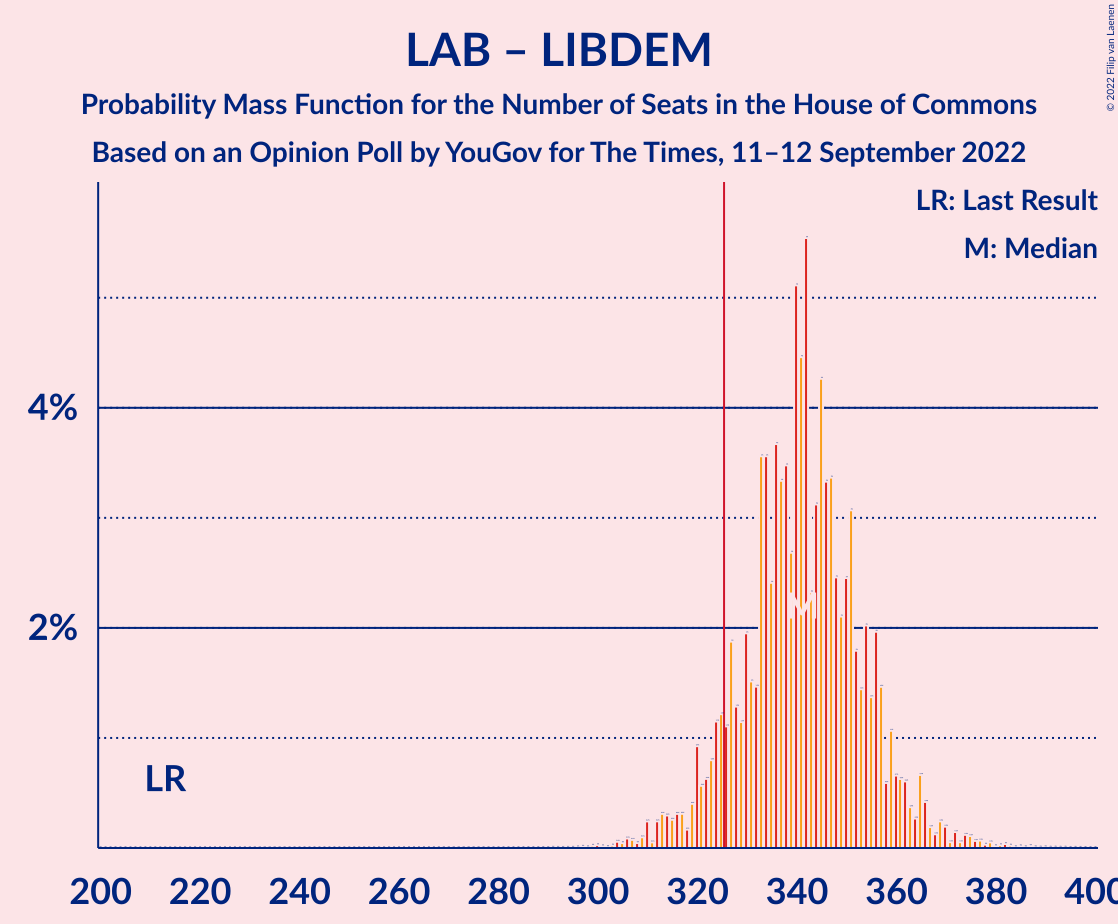 LAB – LIBDEM
Probability Mass Function for the Number of Seats in the House of Commons
Based on an Opinion Poll by YouGov for The Times, 11–12 September 2022
© 2022 Filip van Laenen
LR: Last Result
M: Median
4%
2%
M
LR
200 220 240 260 280 300 320 340 360 380 400